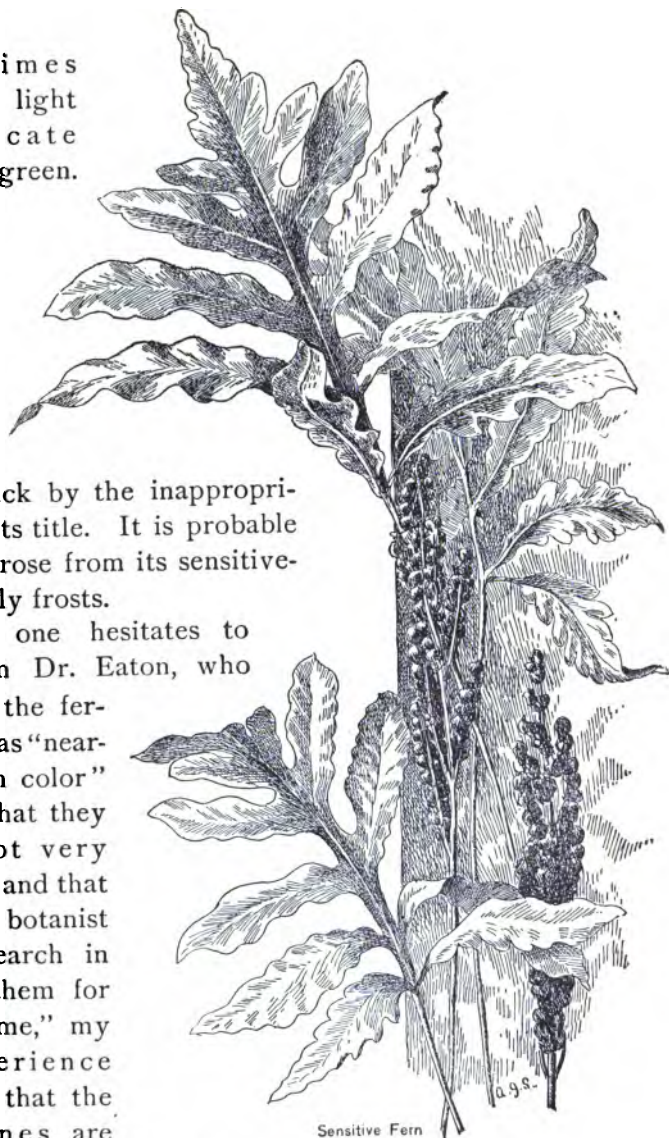 imes
light
cate
green.
ck by the inappropri-
ts title. It is probable
rose from its sensitive-
ly frosts.
one hesitates to
n Dr. Eaton, who
the fer-
as "near-
n color"
hat they
ot very
and that
botanist
earch in
hem for
me," my
erience
that the
nes are
a.g.s.
Sensitive Fern